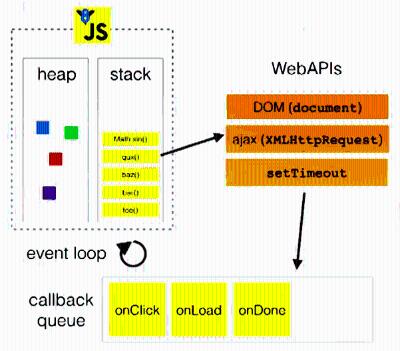 JS
heap
stack
WebAPIs
Math.sin()
qux()
baz()
bar()
foo()
DOM (document)
ajax (XMLHttpRequest)
setTimeout
event loop
callback
queue
onClick
onLoad
onDone